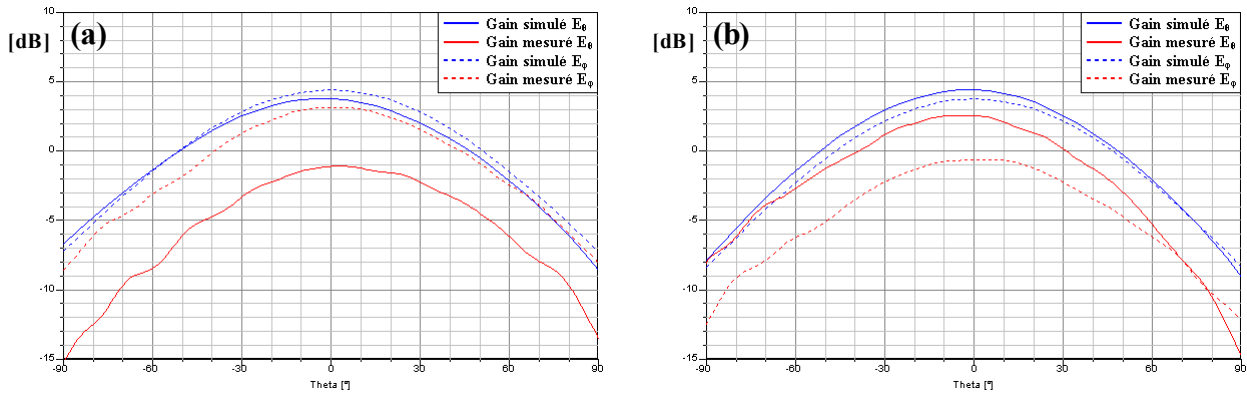 [dB]
(a)
10
5
0
-5
-10
-15
-90
-60
-30
0
30
60
90
Theta [°]
Gain simulé Eθ
Gain mesuré Eθ
Gain simulé Eφ
Gain mesuré Eφ
[dB]
(b)
10
5
0
-5
-10
-15
-90
-60
-30
0
30
60
90
Theta [°]
Gain simulé Eθ
Gain mesuré Eθ
Gain simulé Eφ
Gain mesuré Eφ